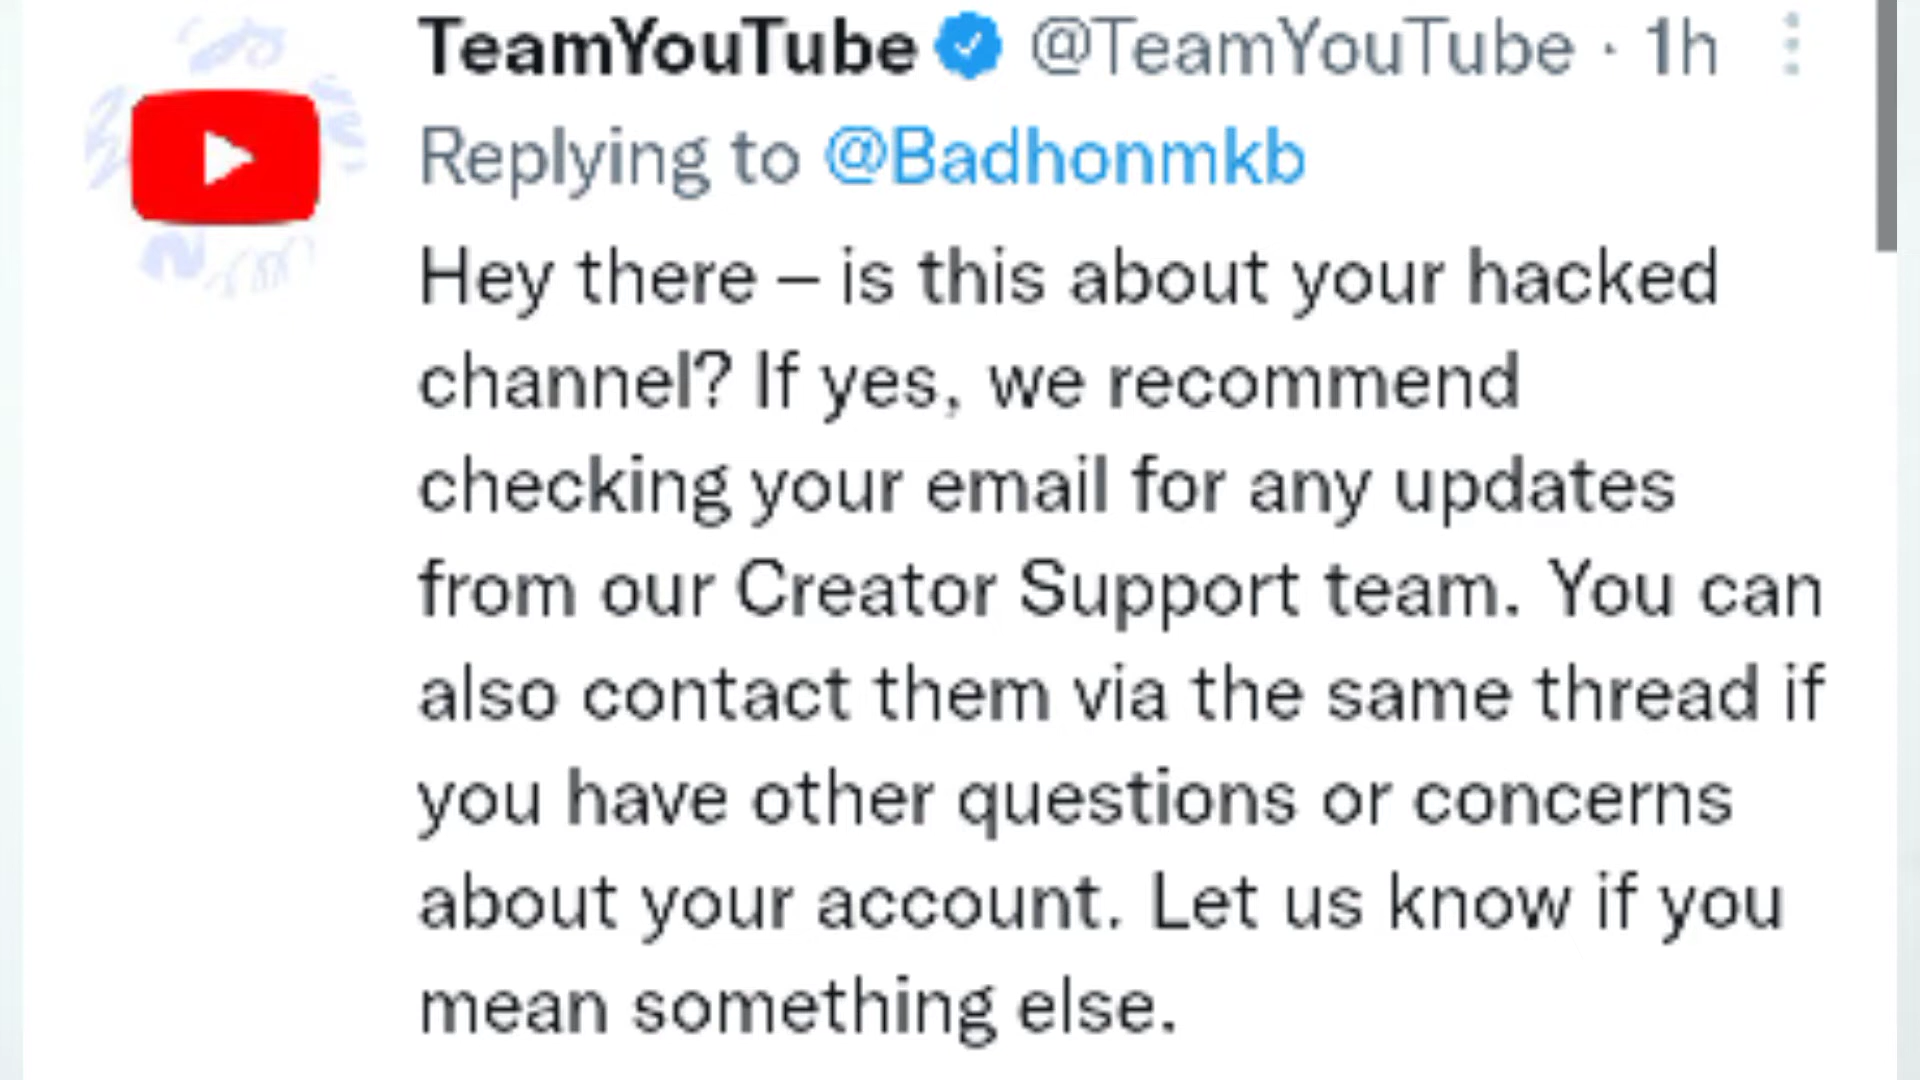 TeamYouTube @TeamYouTube · 1h
Replying to @Badhonmkb
Hey there – is this about your hacked
channel? If yes, we recommend
checking your email for any updates
from our Creator Support team. You can
also contact them via the same thread if
you have other questions or concerns
about your account. Let us know if you
mean something else.